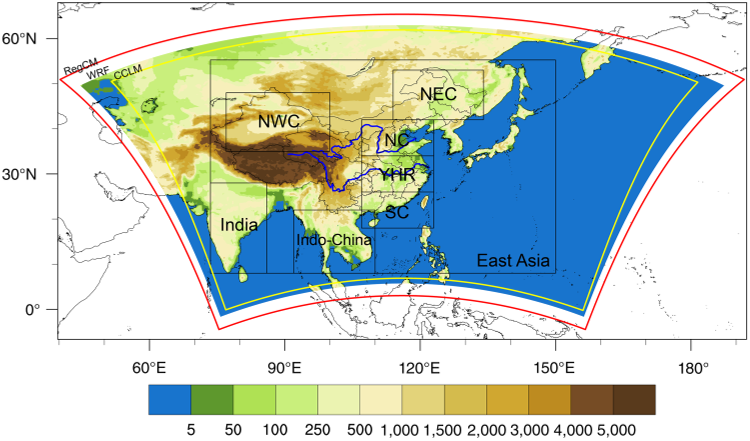 60°N
RegCM
WRF
CCLM
NEC
NWC
NC
30°N
YHR
SC
India
Indo-China
East Asia
0°
60°E 90°E 120°E 150°E 180°
5 50 100 250 500 1,000 1,500 2,000 3,000 4,000 5,000